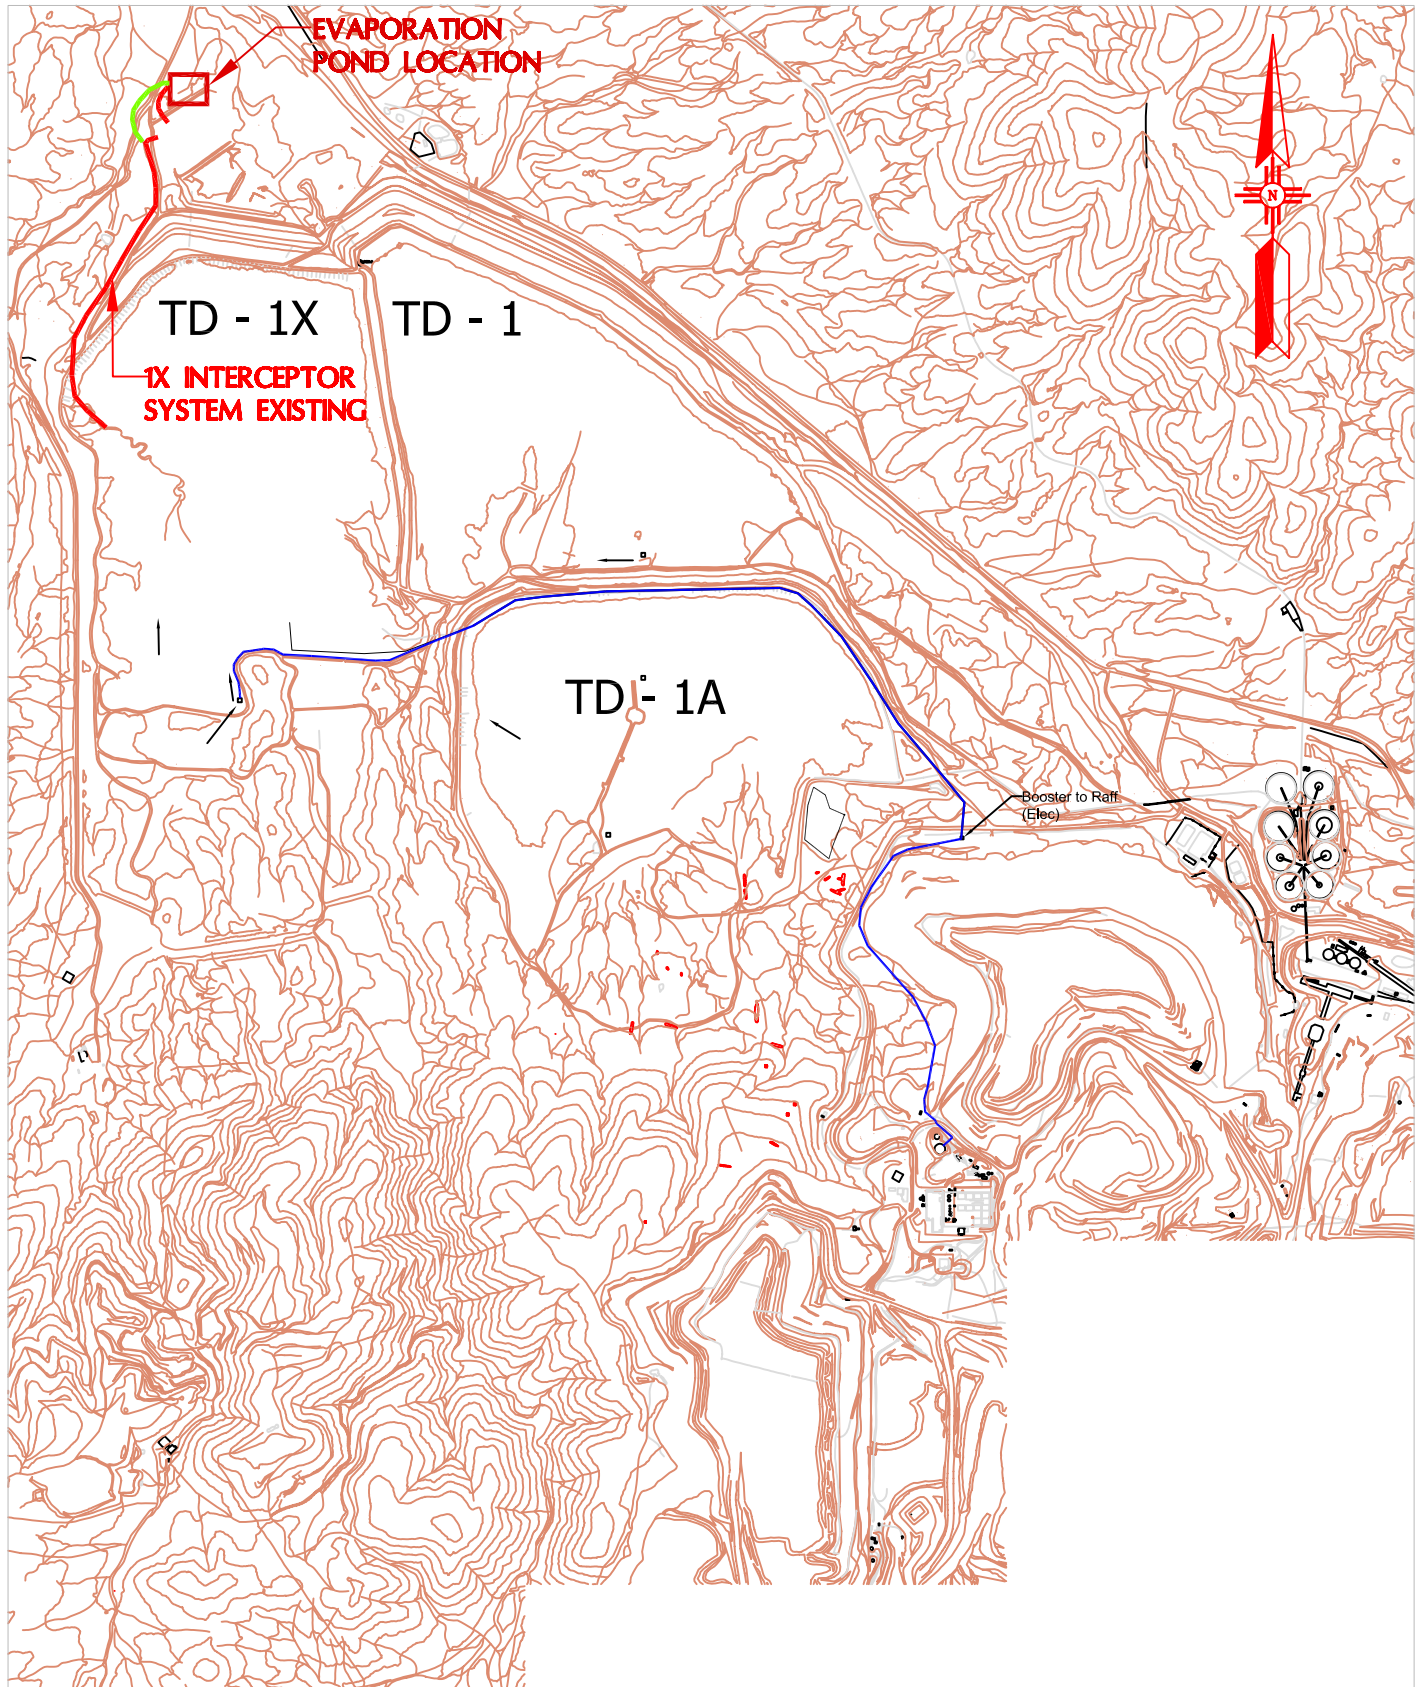 EVAPORATION
POND LOCATION
N
TD - 1X
TD - 1
1X INTERCEPTOR
SYSTEM EXISTING
TD - 1A
Booster to Raff
(Elec)